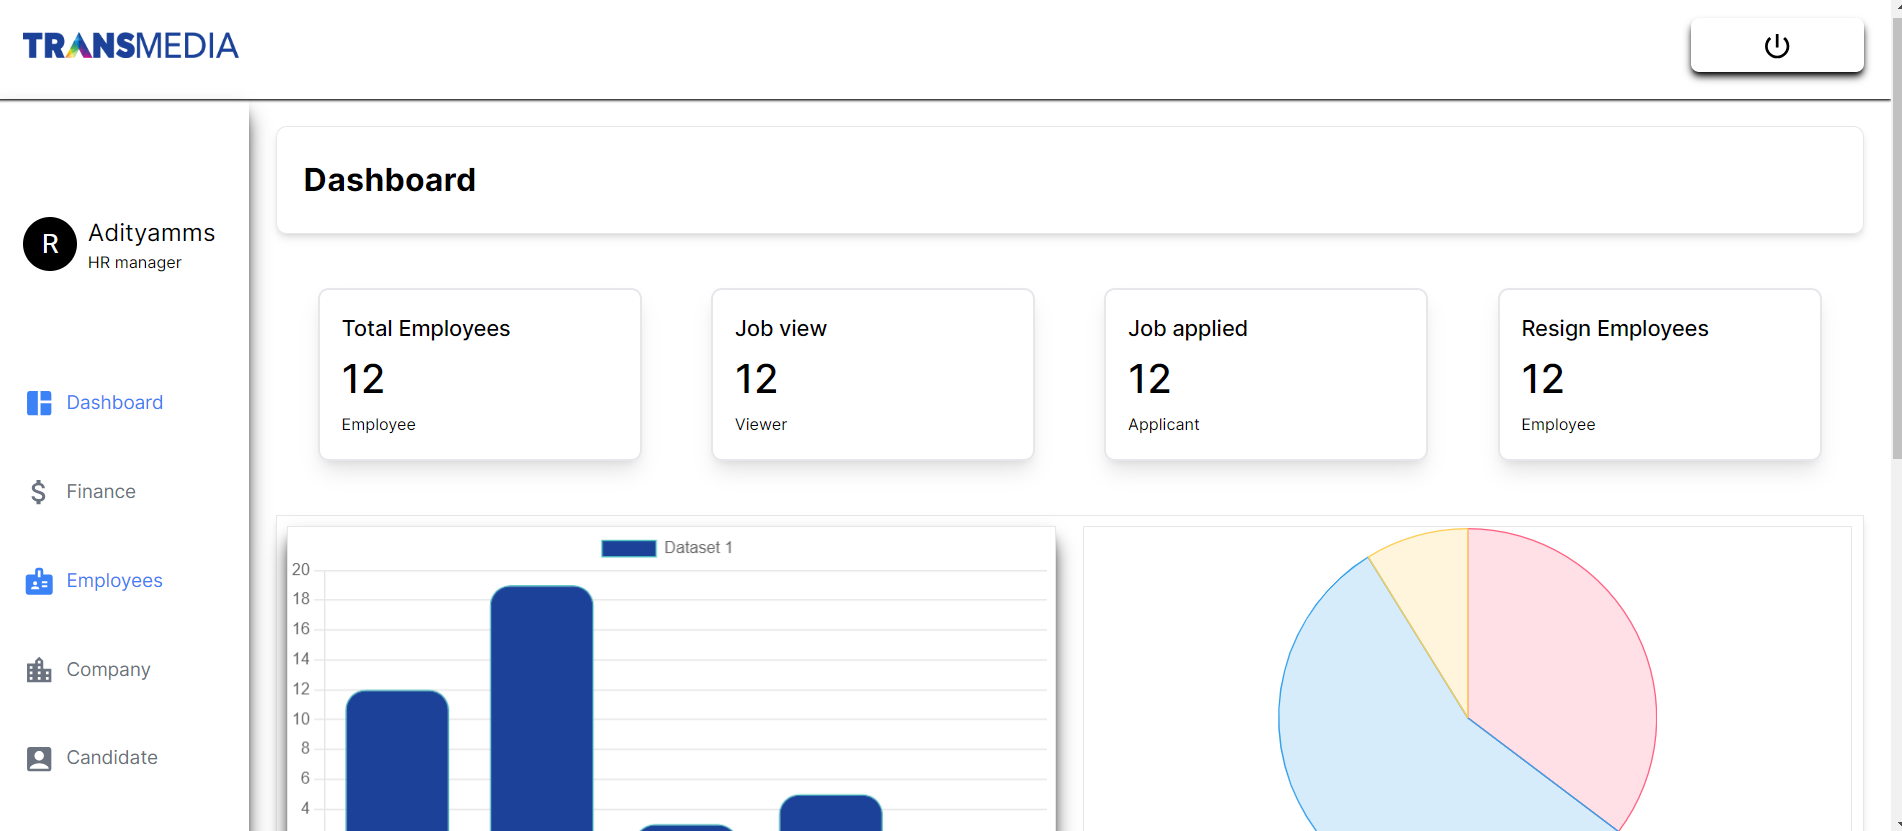 TRANSMEDIA
Dashboard
R
Adityamms
HR manager
Dashboard
Finance
Employees
Company
Candidate
Total Employees
12
Employee
Job view
12
Viewer
Job applied
12
Applicant
Resign Employees
12
Employee
Dataset 1
20
18
16
14
12
10
8
6
4